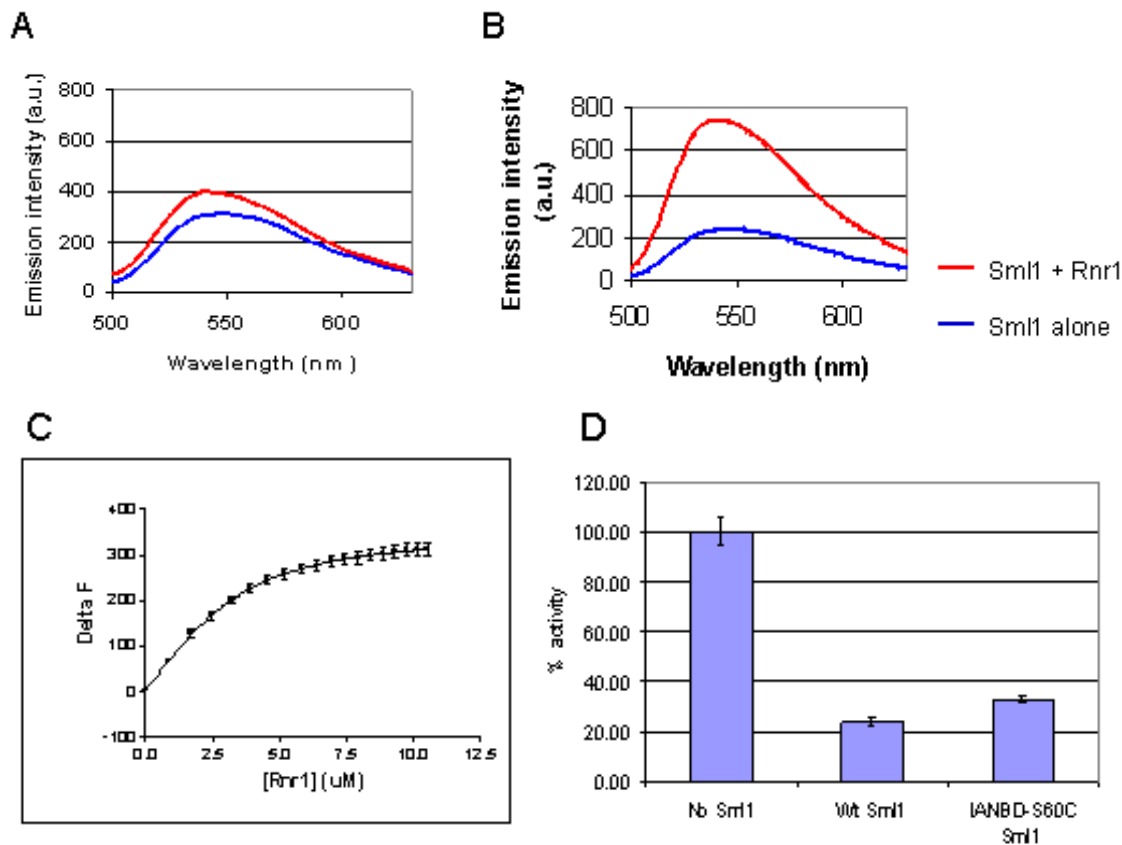 A
Emission intensity (a.u.)
800
600
400
200
0
500 550 600
Wavelength (nm)
B
Emission intensity
(a.u.)
800
600
400
200
0
500 550 600
Wavelength (nm)
Sml1 + Rnr1
Sml1 alone
C
Delta F
400
300
200
100
0
-100
0.0 2.5 5.0 7.5 10.0 12.5
[Rnr1] (uM)
D
% activity
120.00
100.00
80.00
60.00
40.00
20.00
0.00
No Sml1
Wt Sml1
IANBD-S60C
Sml1